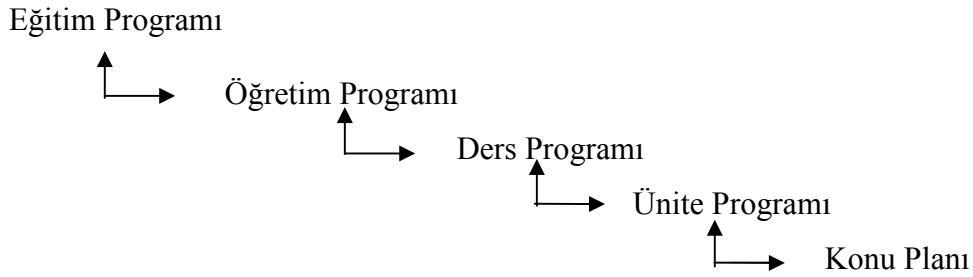 Eğitim Programı
Öğretim Programı
Ders Programı
Ünite Programı
Konu Planı